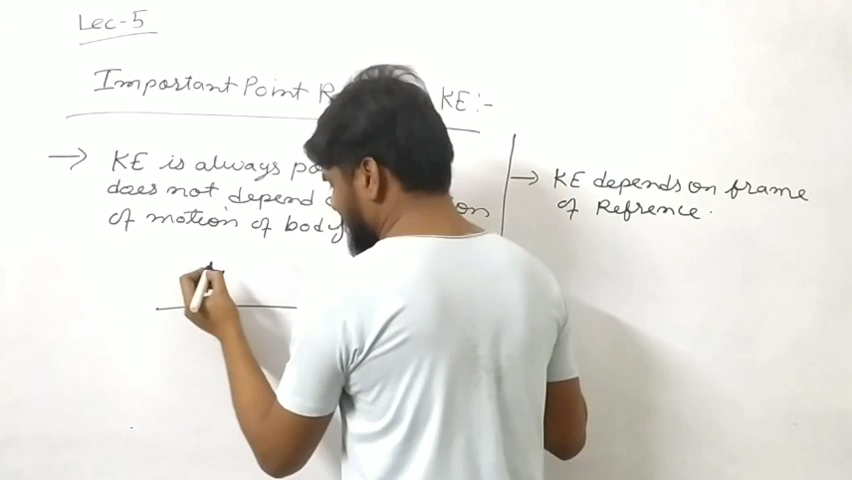 Lec-5
Important Point KE:-
→ KE is always
does not depend
of motion of body
→ KE depends on frame
of Refrence.